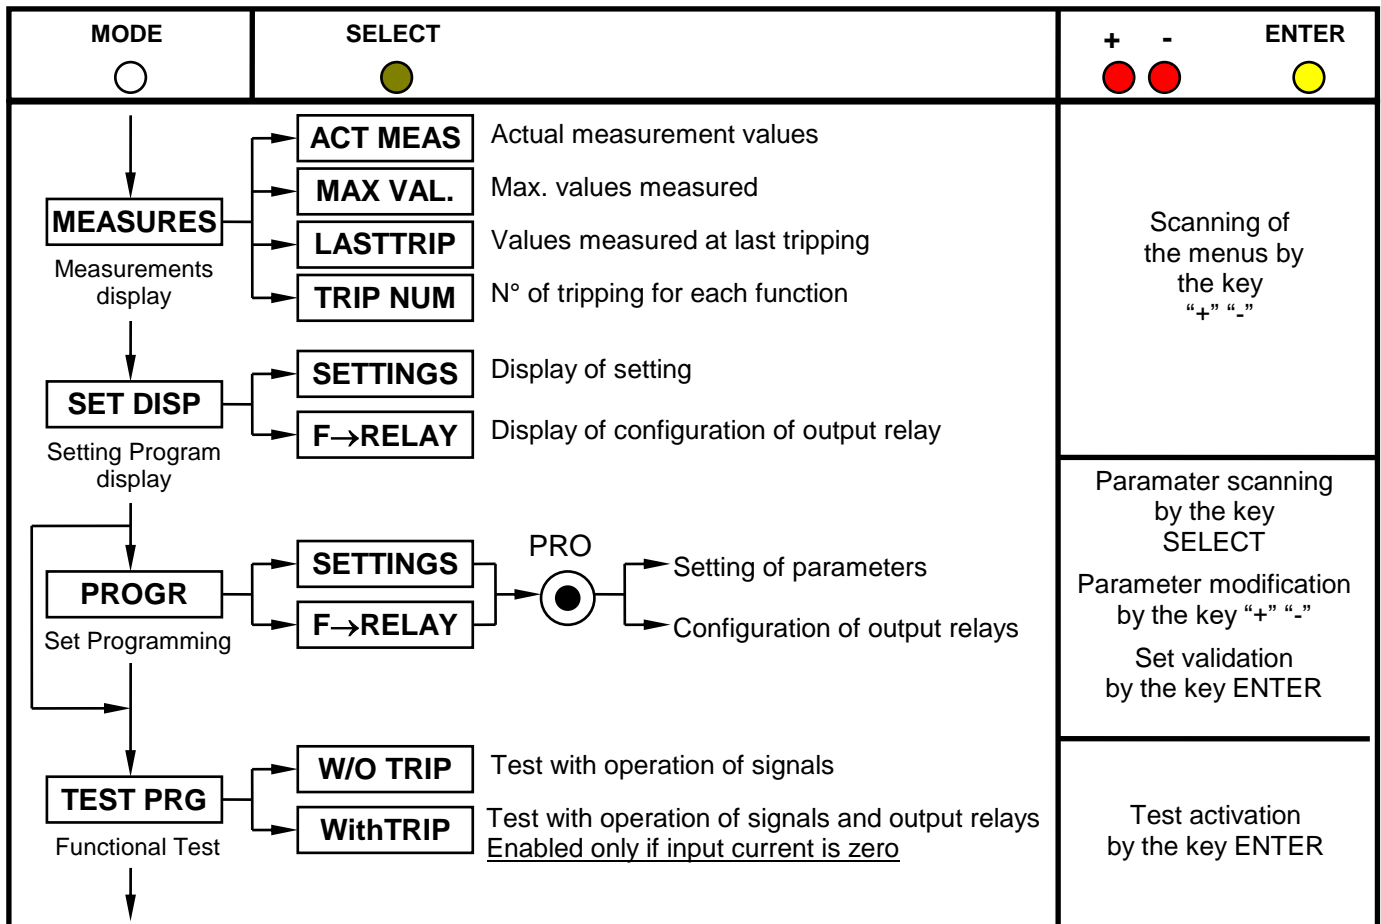 MODE
SELECT
+ -
ENTER
ACT MEAS
Actual measurement values
MAX VAL.
Max. values measured
MEASURES
LASTTRIP
Values measured at last tripping
Measurements
display
TRIP NUM
N° of tripping for each function
Scanning of
the menus by
the key
“+” “-”
SETTINGS
Display of setting
SET DISP
F→RELAY
Display of configuration of output relay
Setting Program
display
Paramater scanning
by the key
SELECT
Parameter modification
by the key “+” “-”
Set validation
by the key ENTER
SETTINGS
PRO
Setting of parameters
PROGR
F→RELAY
Configuration of output relays
Set Programming
W/O TRIP
Test with operation of signals
TEST PRG
WithTRIP
Test with operation of signals and output relays
Enabled only if input current is zero
Functional Test
Test activation
by the key ENTER